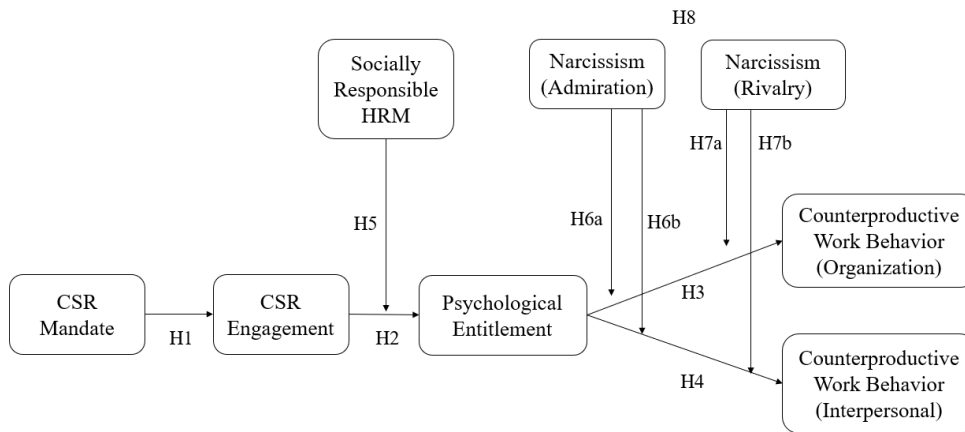 H8
Socially
Responsible
HRM
Narcissism
(Admiration)
Narcissism
(Rivalry)
H7a
H7b
H5
H6a
H6b
Counterproductive
Work Behavior
(Organization)
CSR
Mandate
H1
CSR
Engagement
H2
Psychological
Entitlement
H3
H4
Counterproductive
Work Behavior
(Interpersonal)